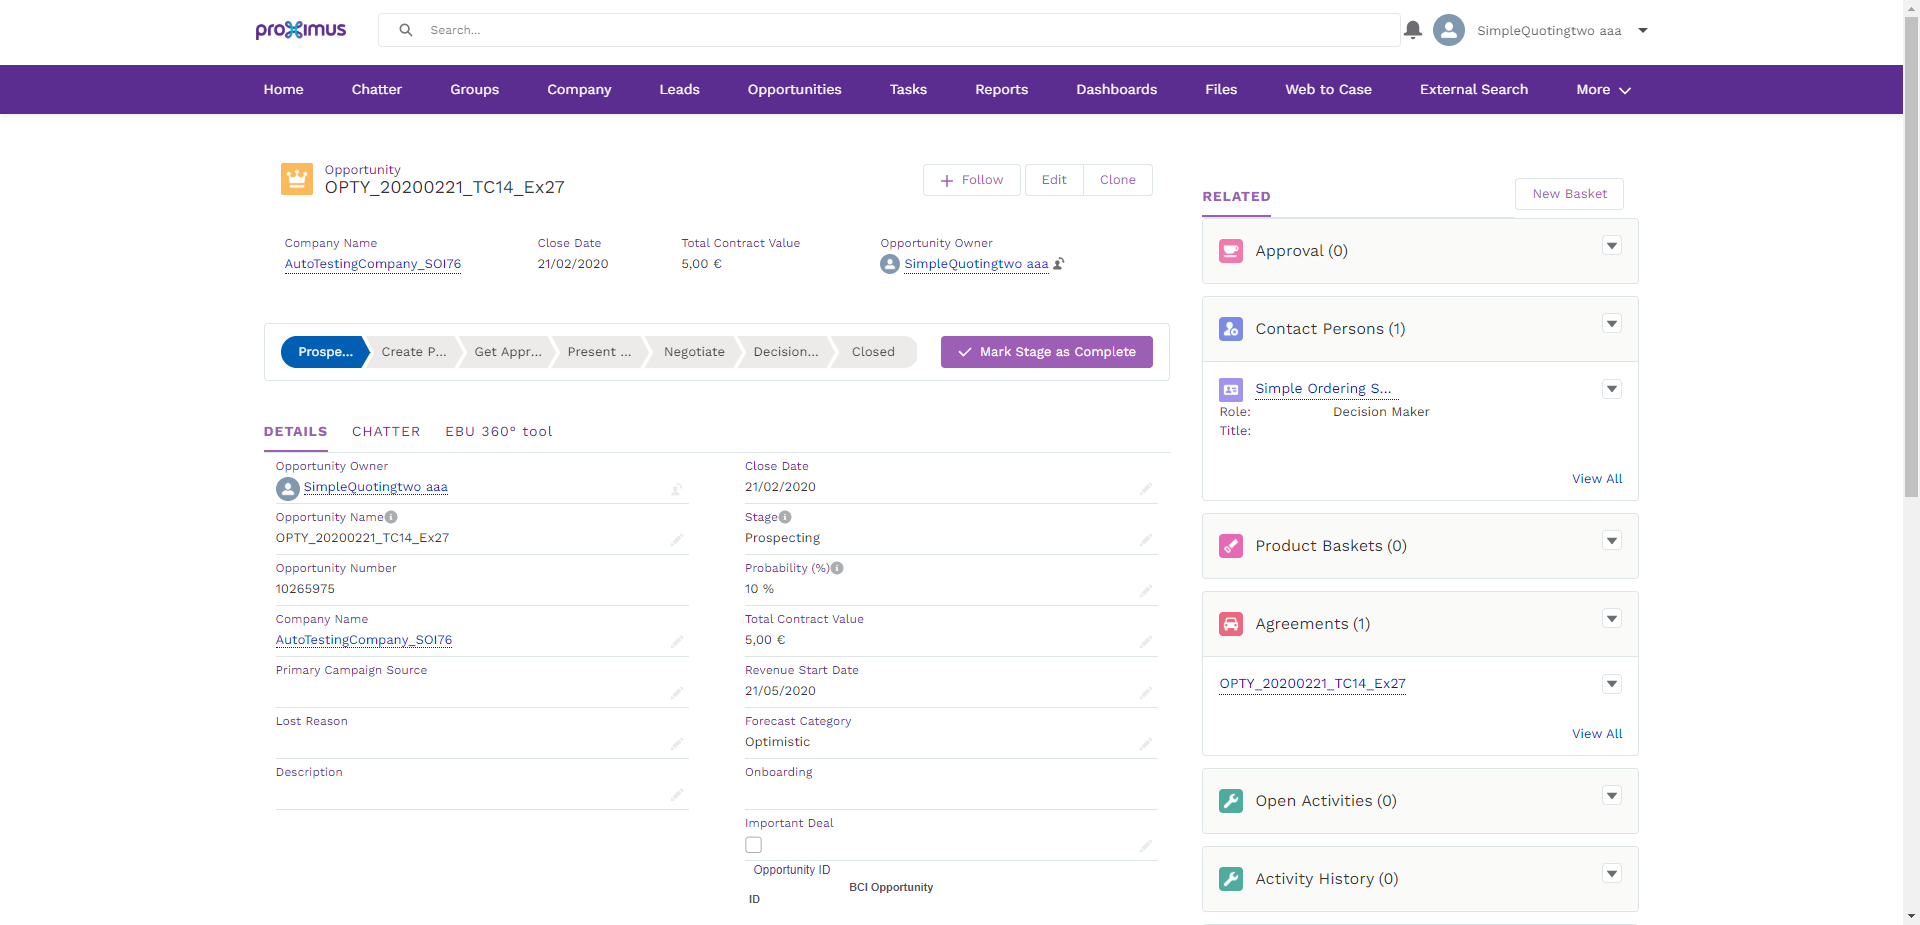 proximus
Search...
SimpleQuotingtwo aaa
Home Chatter Groups Company Leads Opportunities Tasks Reports Dashboards Files Web to Case External Search More
Opportunity
OPTY_20200221_TC14_Ex27
Follow Edit Clone
Company Name Close Date Total Contract Value Opportunity Owner
AutoTestingCompany_SOI76 21/02/2020 5,00 € SimpleQuotingtwo aaa
Prospe... Create P... Get Appr... Present ... Negotiate Decision... Closed Mark Stage as Complete
DETAILS CHATTER EBU 360° tool
Opportunity Owner
SimpleQuotingtwo aaa
Opportunity Name
OPTY_20200221_TC14_Ex27
Opportunity Number
10265975
Company Name
AutoTestingCompany_SOI76
Primary Campaign Source
Lost Reason
Description
Close Date
21/02/2020
Stage
Prospecting
Probability (%)
10 %
Total Contract Value
5,00 €
Revenue Start Date
21/05/2020
Forecast Category
Optimistic
Onboarding
Important Deal
Opportunity ID
BCI Opportunity
ID
RELATED
New Basket
Approval (0)
Contact Persons (1)
Simple Ordering S...
Role: Decision Maker
Title:
View All
Product Baskets (0)
Agreements (1)
OPTY_20200221_TC14_Ex27
View All
Open Activities (0)
Activity History (0)